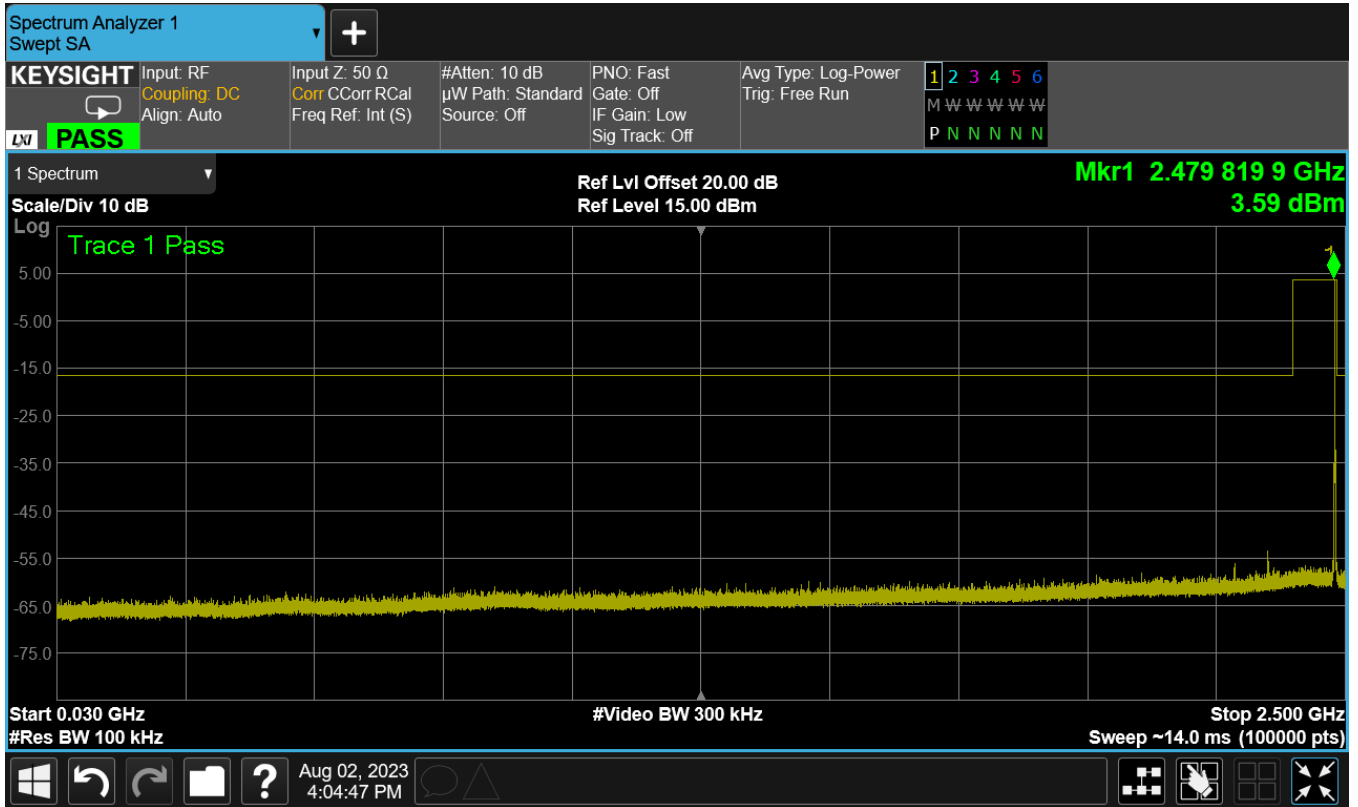 Spectrum Analyzer 1
Swept SA
+
KEYSIGHT
LXI PASS
Input: RF
Coupling: DC
Align: Auto
Input Z: 50 Ω
Corr CCorr RCal
Freq Ref: Int (S)
#Atten: 10 dB
µW Path: Standard
Source: Off
PNO: Fast
Gate: Off
IF Gain: Low
Sig Track: Off
Avg Type: Log-Power
Trig: Free Run
1 2 3 4 5 6
M W W W W W
P N N N N N
1 Spectrum
Scale/Div 10 dB
Ref Lvl Offset 20.00 dB
Ref Level 15.00 dBm
Mkr1 2.479 819 9 GHz
3.59 dBm
Log
Trace 1 Pass
1
5.00
-5.00
-15.0
-25.0
-35.0
-45.0
-55.0
-65.0
-75.0
Start 0.030 GHz
#Res BW 100 kHz
#Video BW 300 kHz
Stop 2.500 GHz
Sweep ~14.0 ms (100000 pts)
?
Aug 02, 2023
4:04:47 PM